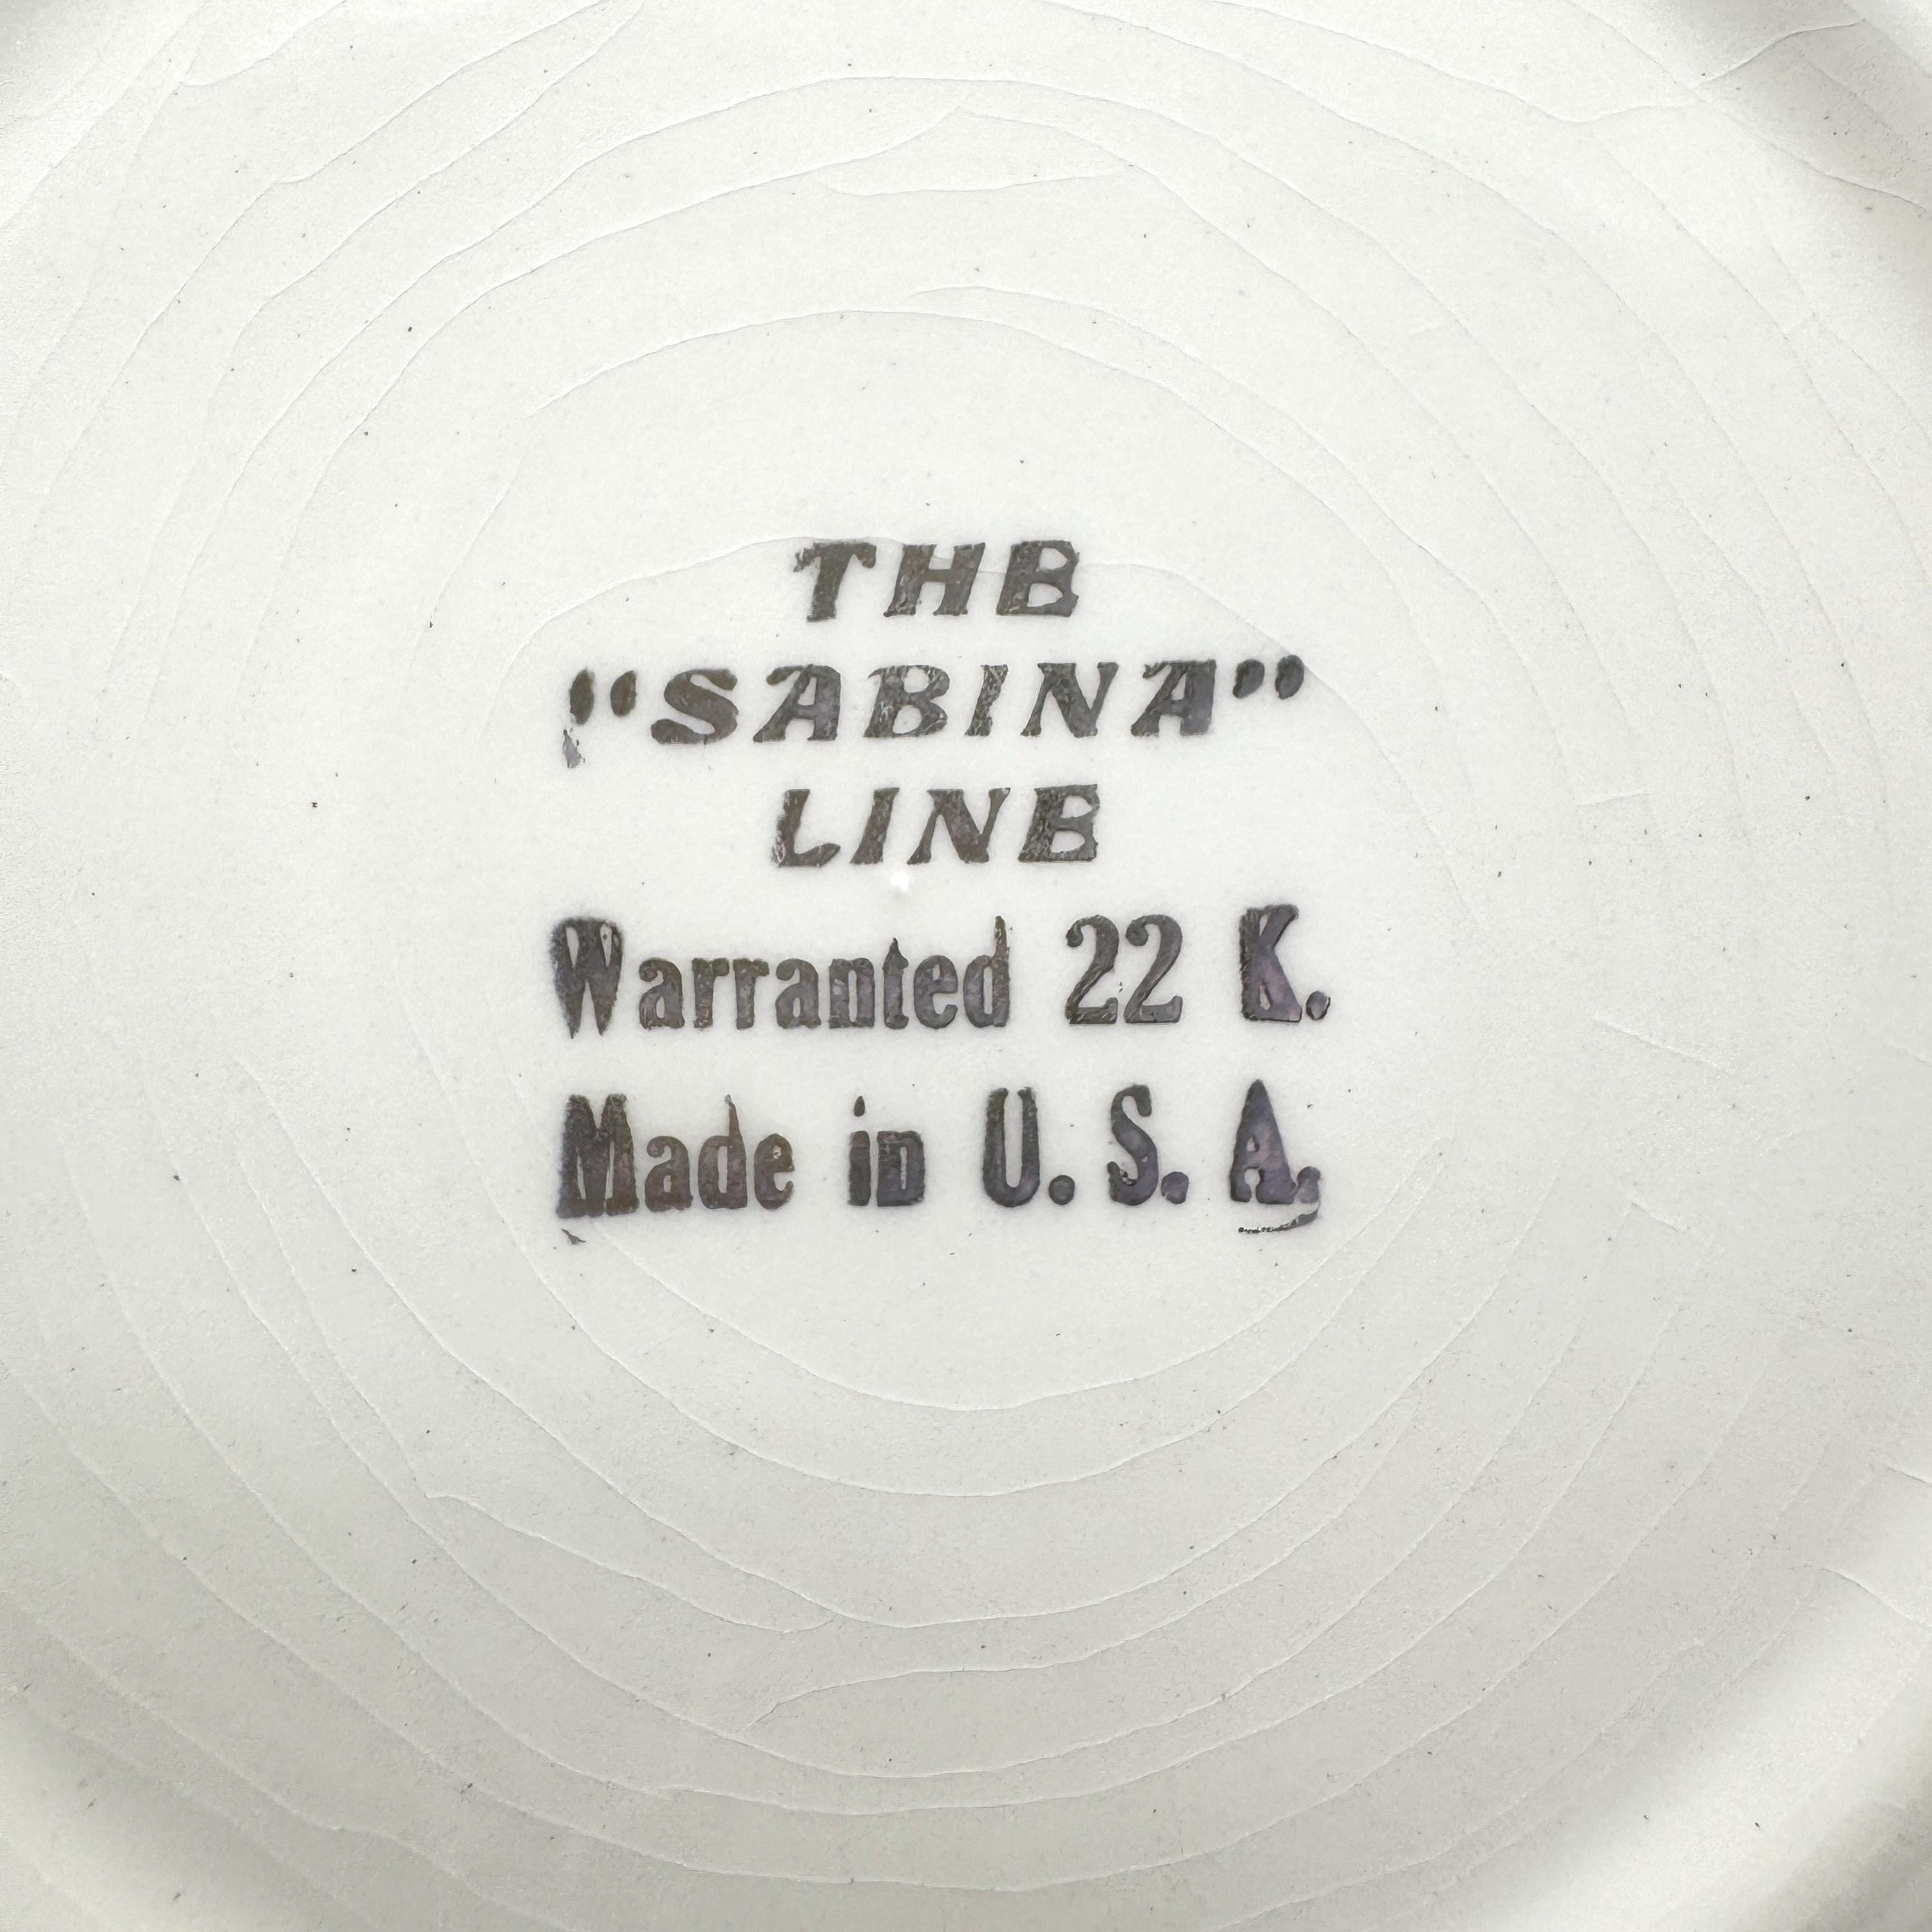 THE
"SABINA"
LINE
Warranted 22 K.
Made in U. S. A.